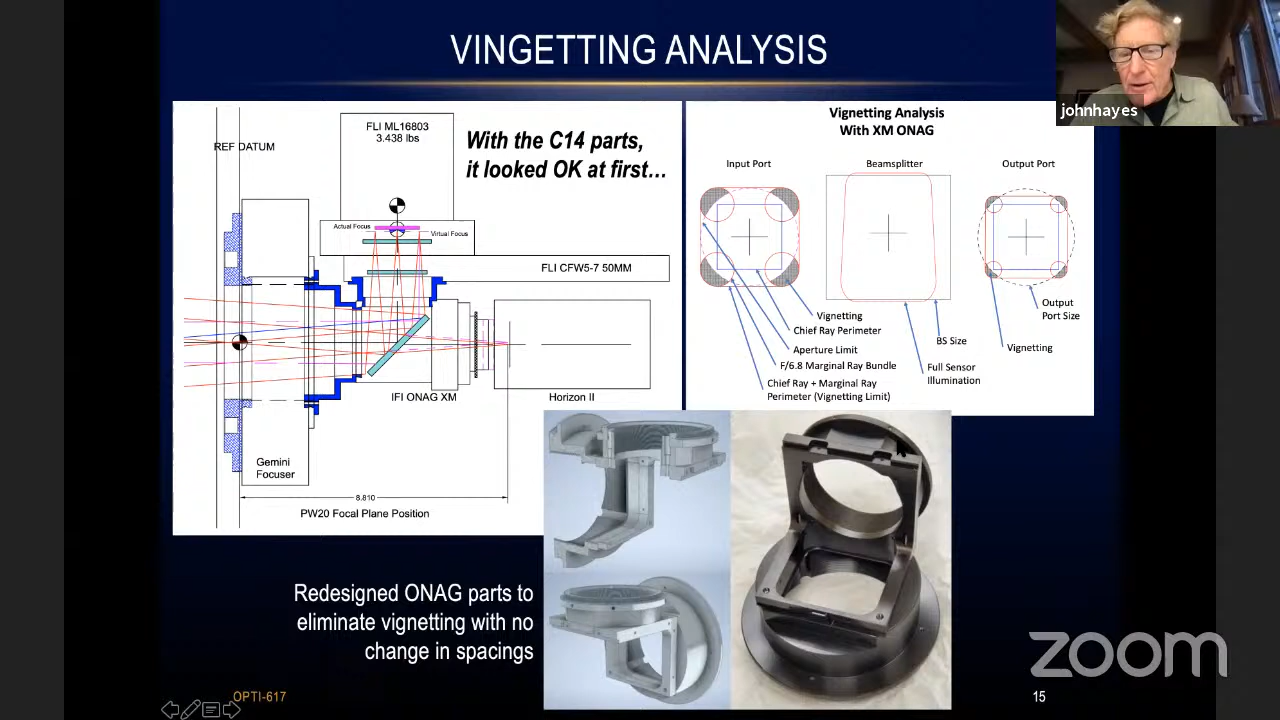 VINGETTING ANALYSIS
johnhayes
REF DATUM
FLI ML16803
3.438 lbs
With the C14 parts,
it looked OK at first…
Actual Focus
Virtual Focus
FLI CFW5-7 50MM
IFI ONAG XM
Horizon II
Gemini
Focuser
8.810
PW20 Focal Plane Position
Vignetting Analysis
With XM ONAG
Input Port
Beamsplitter
Output Port
Vignetting
Chief Ray Perimeter
Aperture Limit
F/6.8 Marginal Ray Bundle
Chief Ray + Marginal Ray
Perimeter (Vignetting Limit)
BS Size
Full Sensor
Illumination
Output
Port Size
Vignetting
Redesigned ONAG parts to
eliminate vignetting with no
change in spacings
OPTI-617
15
zoom